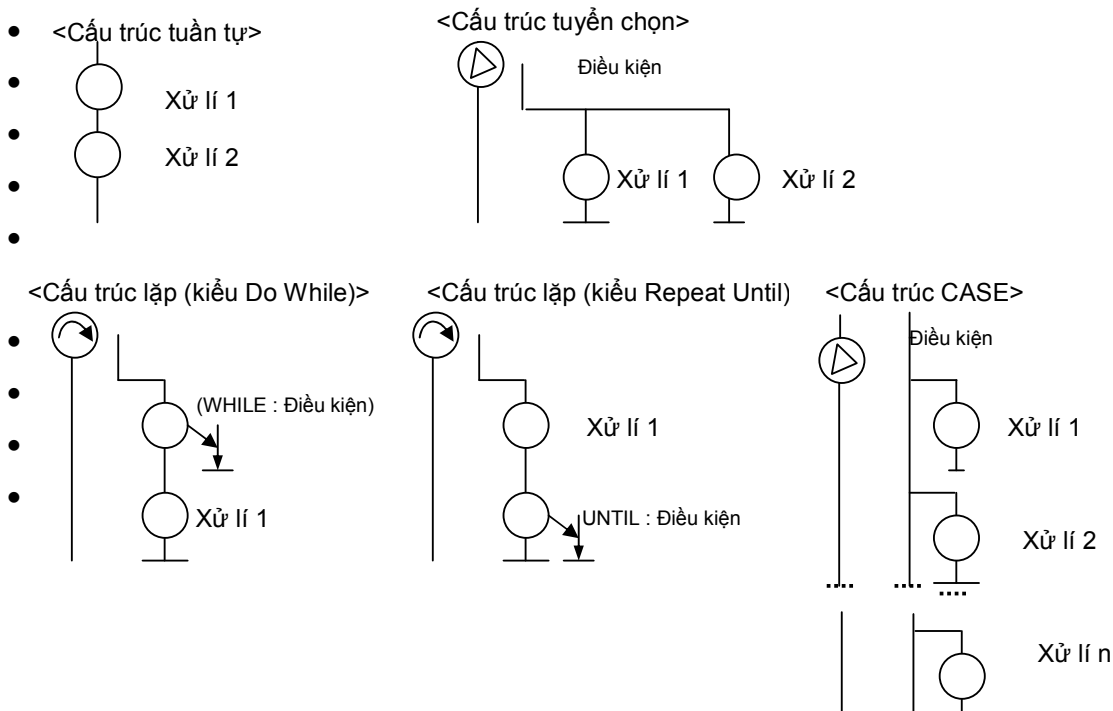 <Cấu trúc tuần tự>
Xử lí 1
Xử lí 2
<Cấu trúc tuyển chọn>
Điều kiện
Xử lí 1
Xử lí 2
<Cấu trúc lặp (kiểu Do While)>
(WHILE : Điều kiện)
Xử lí 1
<Cấu trúc lặp (kiểu Repeat Until)
Xử lí 1
UNTIL : Điều kiện
<Cấu trúc CASE>
Điều kiện
Xử lí 1
Xử lí 2
Xử lí n